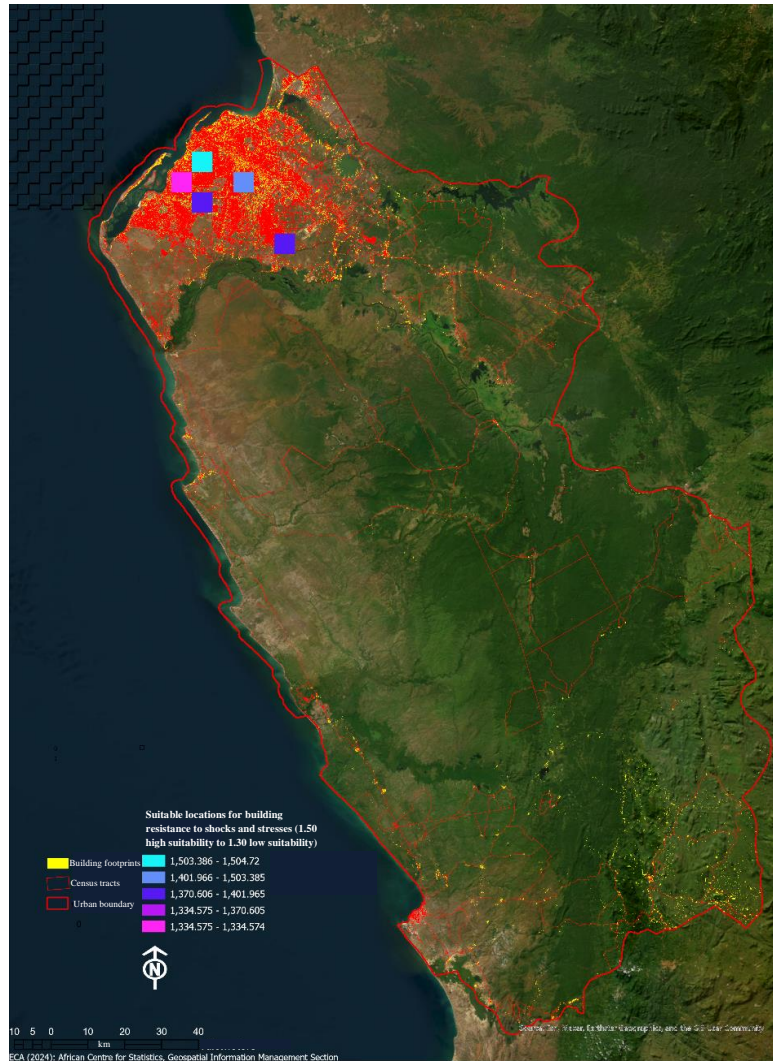 Suitable locations for building
resistance to shocks and stresses (1.50
high suitability to 1.30 low suitability)
Building footprints
Census tracts
Urban boundary
1,503.386 - 1,504.72
1,401.966 - 1,503.385
1,370.606 - 1,401.965
1,334.575 - 1,370.605
1,334.575 - 1,334.574
N
10 5 0 10 20 30 40
km
Source: Esri, Maxar, Earthstar Geographics, and the GIS User Community
ECA (2024): African Centre for Statistics, Geospatial Information Management Section